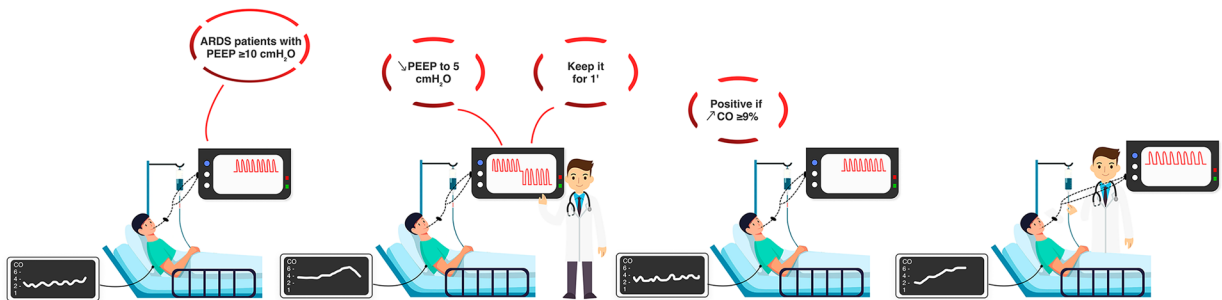 ARDS patients with
PEEP ≥10 cmH₂O
↘PEEP to 5
cmH₂O
Keep it
for 1'
Positive if
↗ CO ≥9%
CO
6 -
4 -
2
1
CO
6 -
4 -
2
1
CO
6 -
4 -
2
1
CO
6 -
4 -
2
1